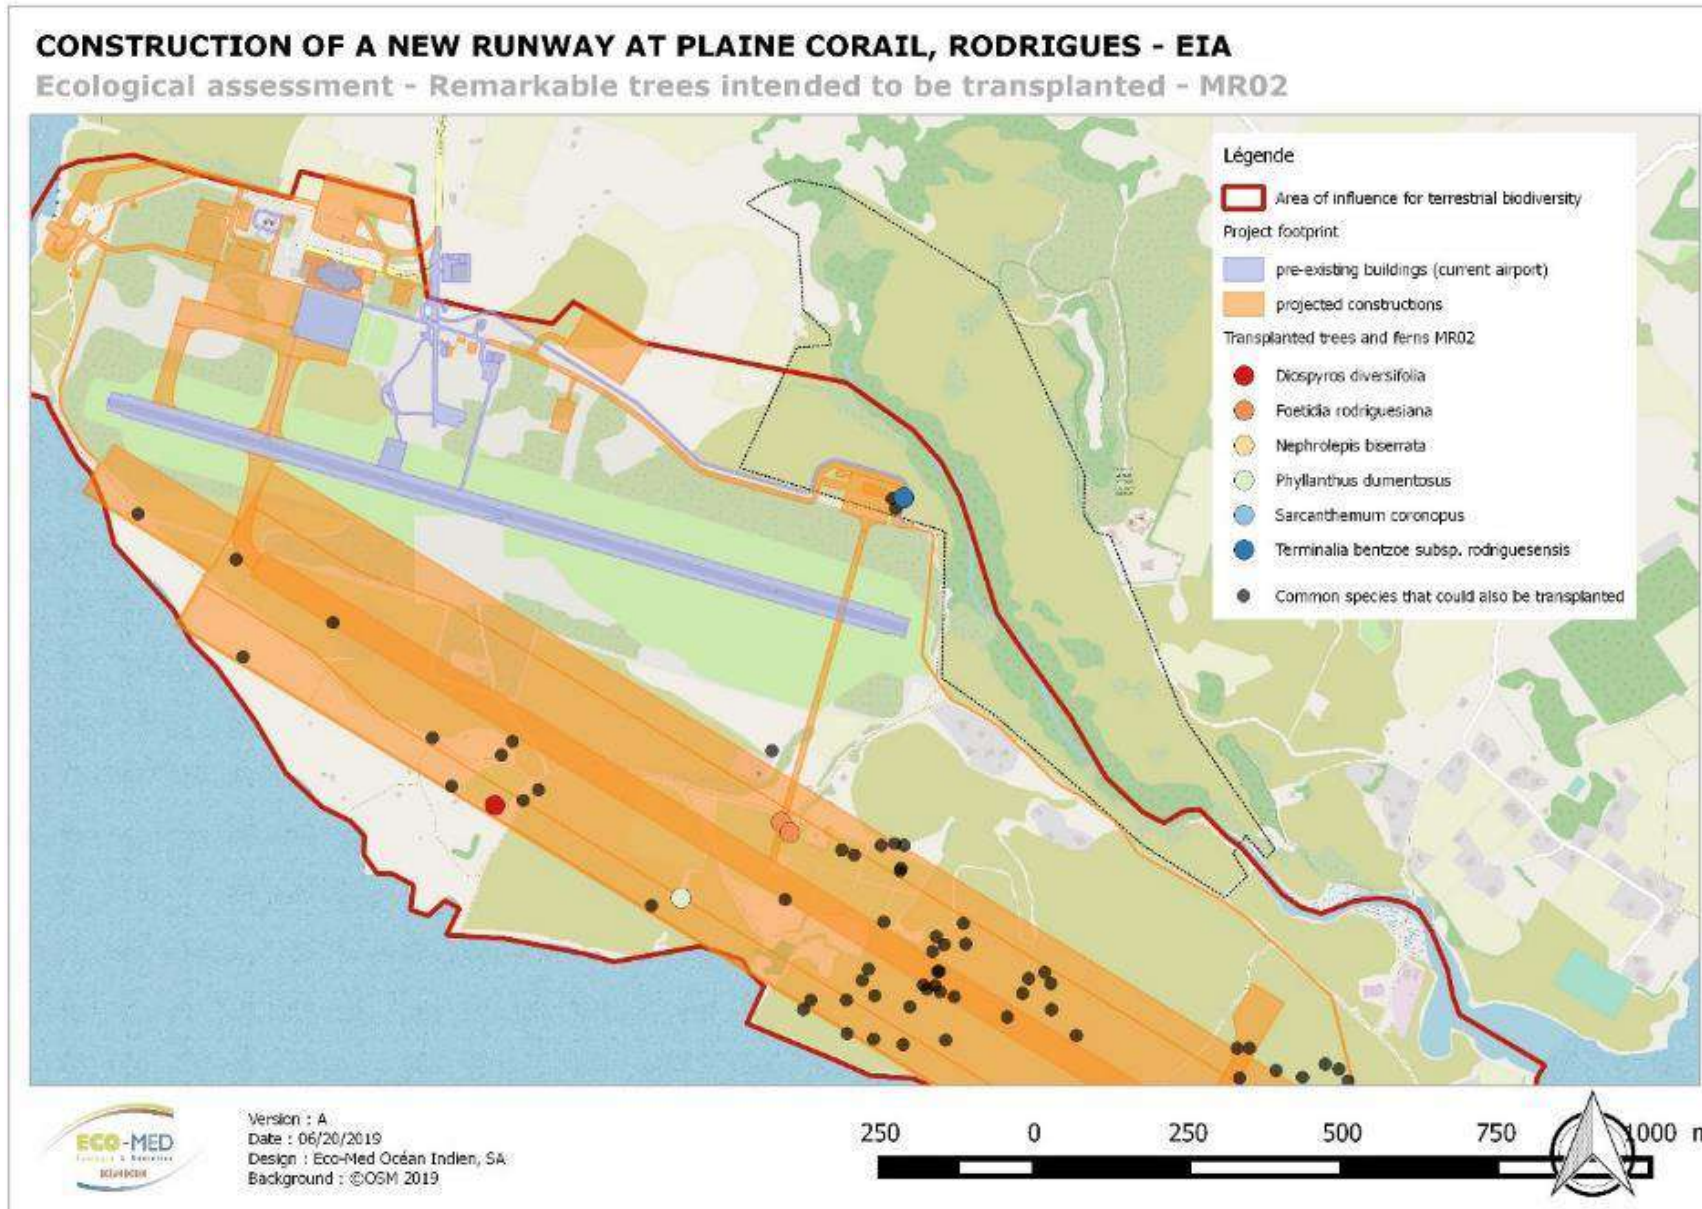 CONSTRUCTION OF A NEW RUNWAY AT PLAINE CORAIL, RODRIGUES - EIA
Ecological assessment - Remarkable trees intended to be transplanted - MR02
Légende
Area of influence for terrestrial biodiversity
Project footprint
pre-existing buildings (current airport)
projected constructions
Transplanted trees and ferns MR02
Diospyros diversifolia
Foetidia rodriguesiana
Nephrolepis biserrata
Phyllanthus dumentosus
Sarcanthemum coronopus
Terminalia bentzoe subsp. rodriguesensis
Common species that could also be transplanted
ECO-MED
Version : A
Date : 06/20/2019
Design : Eco-Med Océan Indien, SA
Background : ©OSM 2019
250 0 250 500 750 1000 m